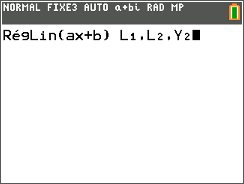 NORMAL FIXE3 AUTO a+bi RAD MP
RégLin(ax+b) L₁,L₂,Y₂